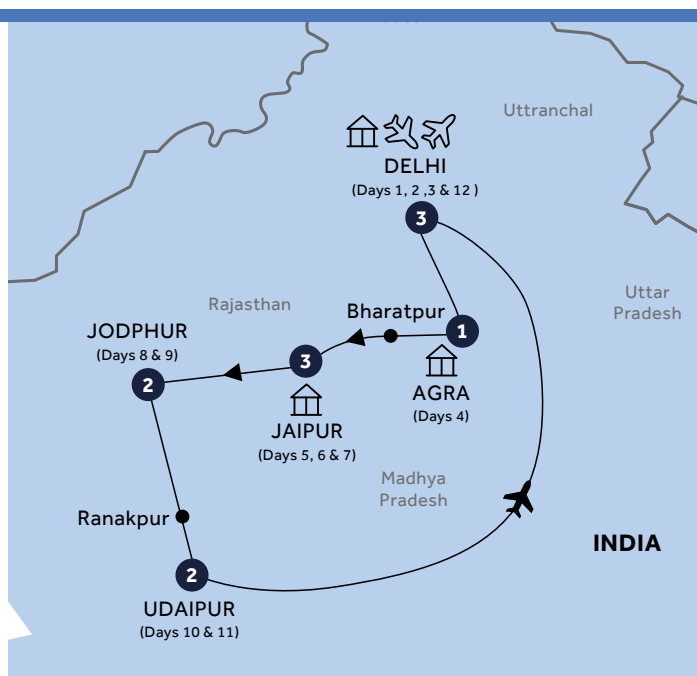 Uttranchal
DELHI
(Days 1, 2 ,3 & 12 )
3
Uttar
Pradesh
Rajasthan
Bharatpur
1
JODPHUR
(Days 8 & 9)
3
2
AGRA
(Days 4)
JAIPUR
(Days 5, 6 & 7)
Madhya
Pradesh
Ranakpur
INDIA
2
UDAIPUR
(Days 10 & 11)